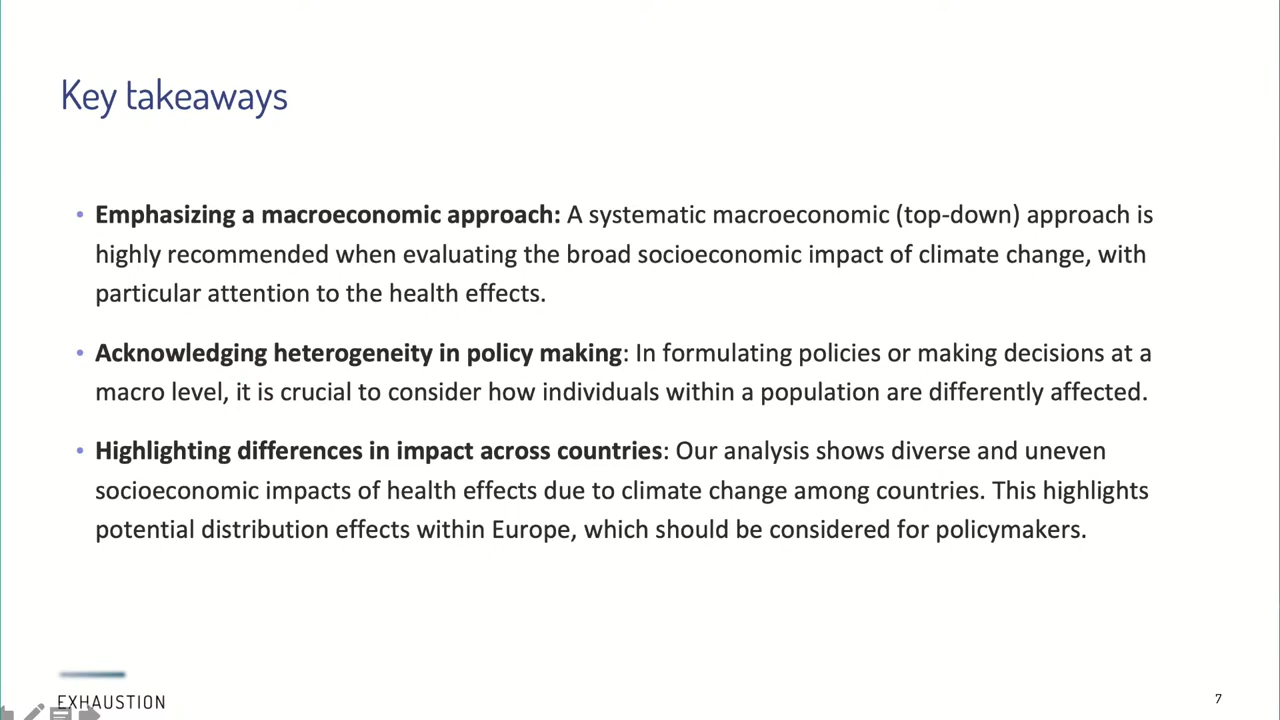 Key takeaways
• Emphasizing a macroeconomic approach: A systematic macroeconomic (top-down) approach is
highly recommended when evaluating the broad socioeconomic impact of climate change, with
particular attention to the health effects.
• Acknowledging heterogeneity in policy making: In formulating policies or making decisions at a
macro level, it is crucial to consider how individuals within a population are differently affected.
• Highlighting differences in impact across countries: Our analysis shows diverse and uneven
socioeconomic impacts of health effects due to climate change among countries. This highlights
potential distribution effects within Europe, which should be considered for policymakers.
EXHAUSTION
7